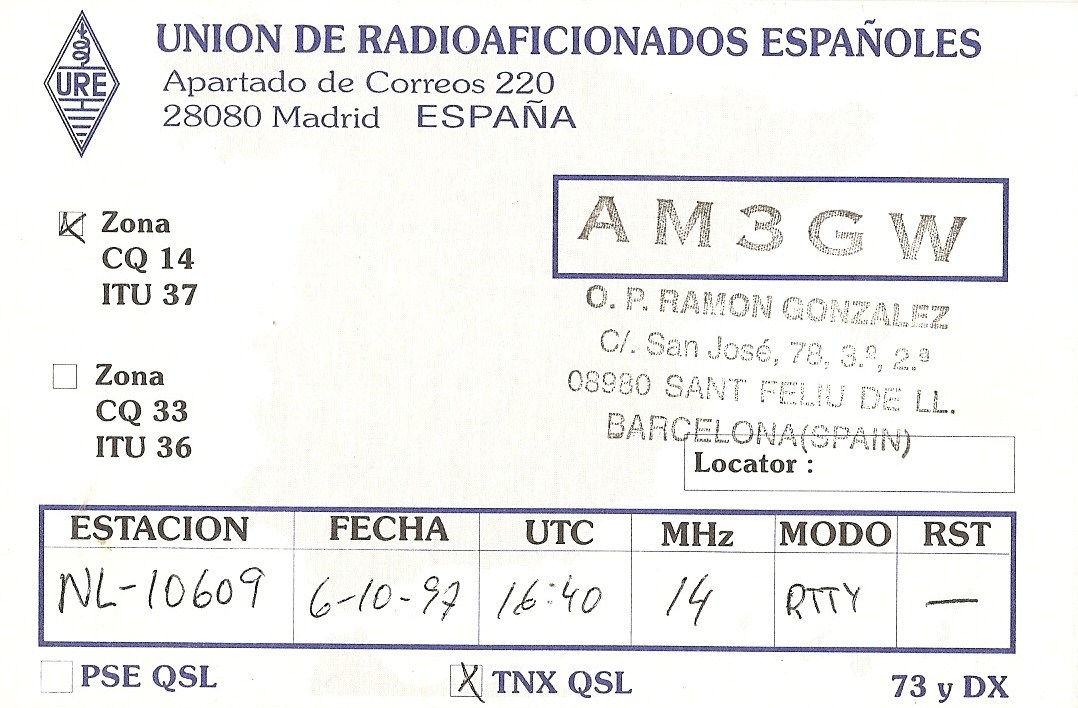 URE
UNION DE RADIOAFICIONADOS ESPAÑOLES
Apartado de Correos 220
28080 Madrid ESPAÑA
Zona
CQ 14
ITU 37
AM3GW
O. P. RAMON GONZALEZ
C/. San José, 78, 3.º, 2.ª
08980 SANT FELIU DE LL.
BARCELONA (SPAIN)
Zona
CQ 33
ITU 36
Locator :
ESTACION FECHA UTC MHz MODO RST
NL-10609 6-10-97 16:40 14 RTTY —
PSE QSL X TNX QSL 73 y DX